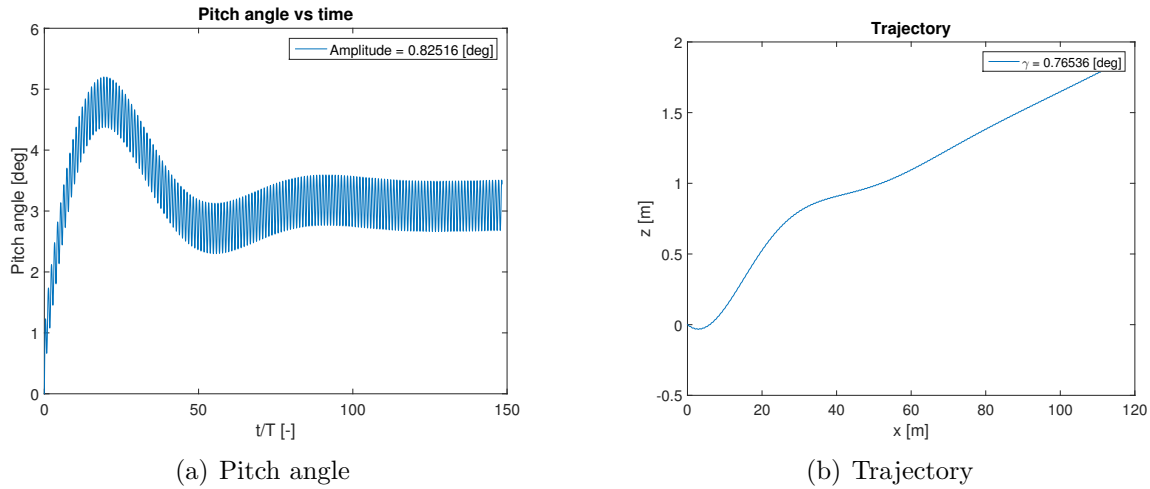 Pitch angle vs time
Amplitude = 0.82516 [deg]
Pitch angle [deg]
6
5
4
3
2
1
0
0 50 100 150
t/T [-]
(a) Pitch angle
Trajectory
γ = 0.76536 [deg]
z [m]
2
1.5
1
0.5
0
-0.5
0 20 40 60 80 100 120
x [m]
(b) Trajectory